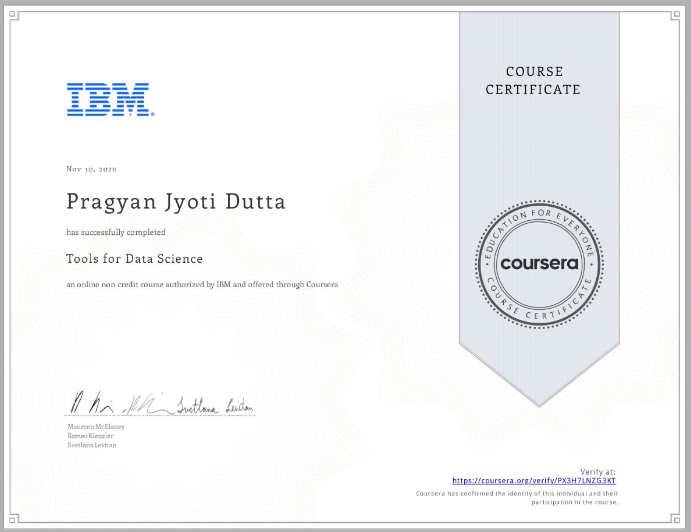 COURSE
CERTIFICATE
IBM
Nov 10, 2020
Pragyan Jyoti Dutta
has successfully completed
Tools for Data Science
an online non-credit course authorized by IBM and offered through Coursera
EDUCATION FOR EVERYONE
coursera
COURSE CERTIFICATE
Svetlana Levitan
Maureen McElaney
Romeo Kienzler
Svetlana Levitan
Verify at:
https://coursera.org/verify/PX3H7LNZG3KT
Coursera has confirmed the identity of this individual and their
participation in the course.